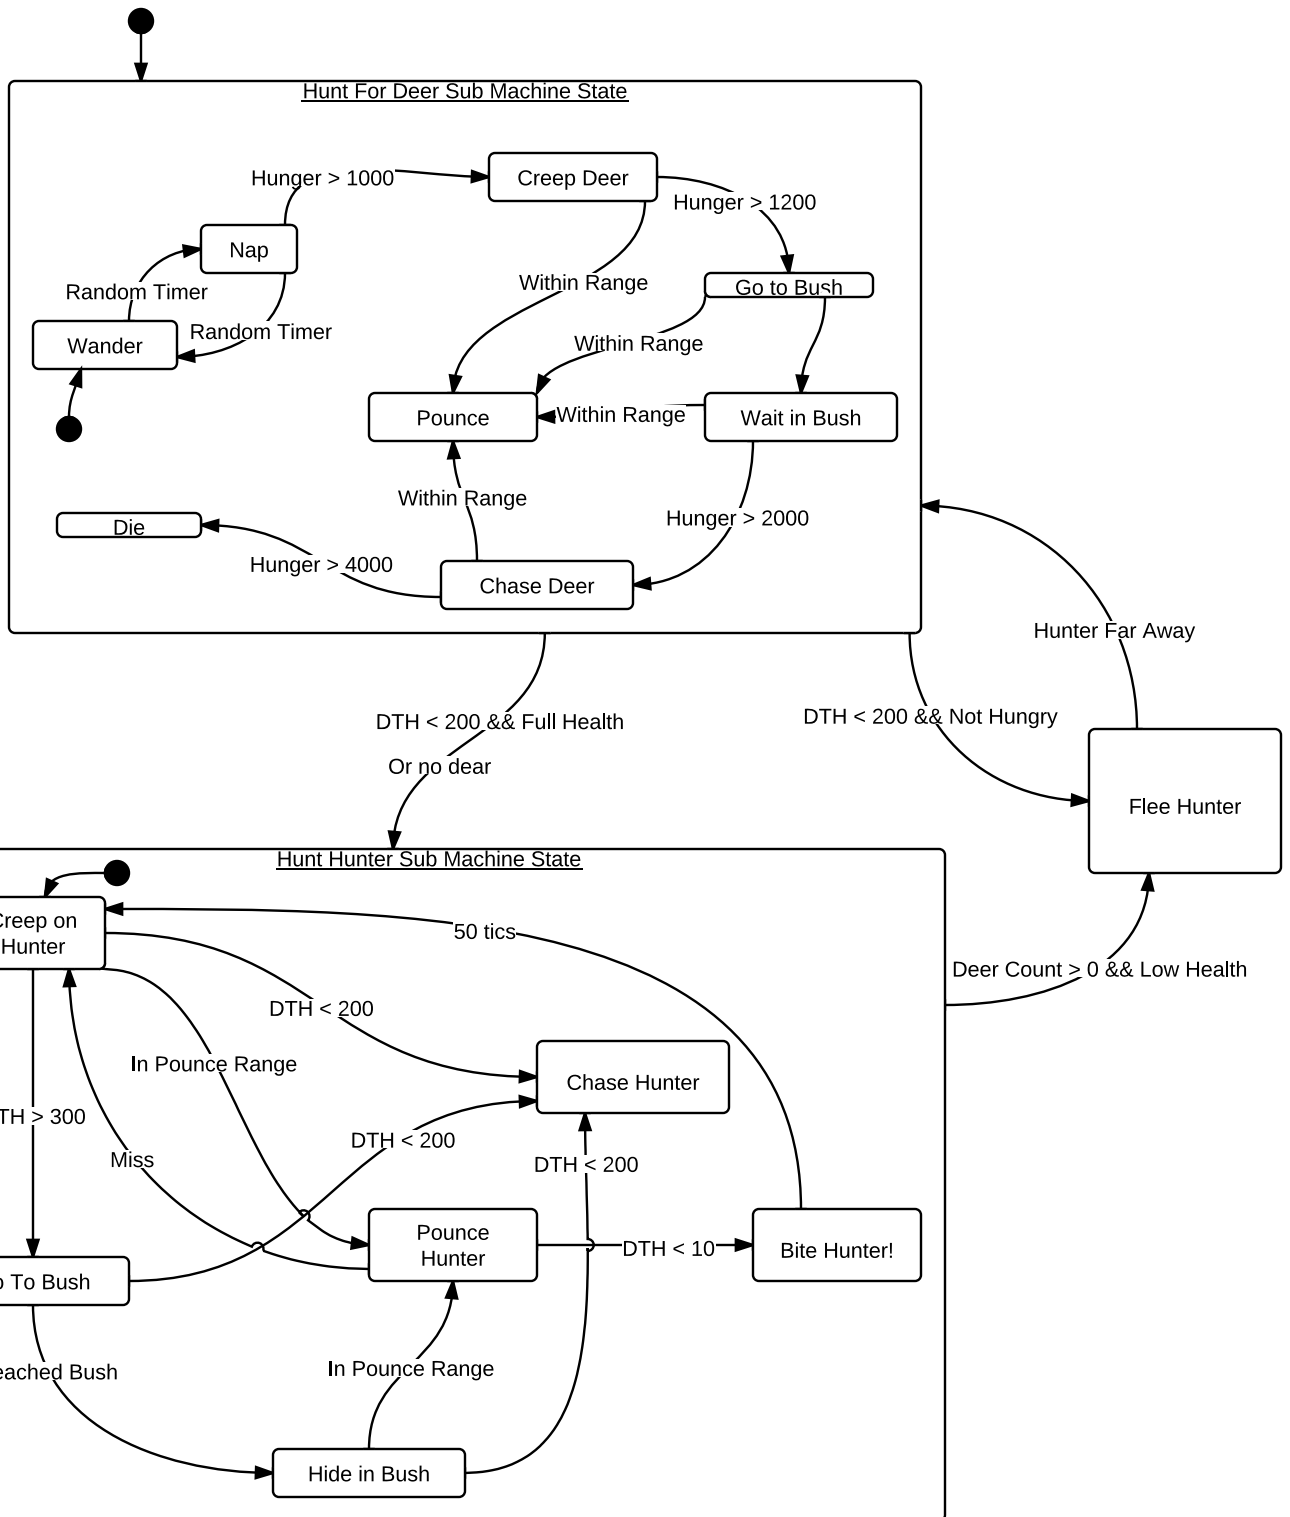 Hunt For Deer Sub Machine State
Hunger > 1000
Creep Deer
Hunger > 1200
Nap
Within Range
Go to Bush
Random Timer
Random Timer
Wander
Within Range
Pounce
Within Range
Wait in Bush
Within Range
Hunger > 2000
Die
Hunger > 4000
Chase Deer
Hunter Far Away
DTH < 200 && Full Health
Or no dear
DTH < 200 && Not Hungry
Flee Hunter
Hunt Hunter Sub Machine State
Creep on
Hunter
50 tics
Deer Count > 0 && Low Health
DTH < 200
In Pounce Range
Chase Hunter
TH > 300
Miss
DTH < 200
DTH < 200
Pounce
Hunter
DTH < 10
Bite Hunter!
To Bush
eached Bush
In Pounce Range
Hide in Bush